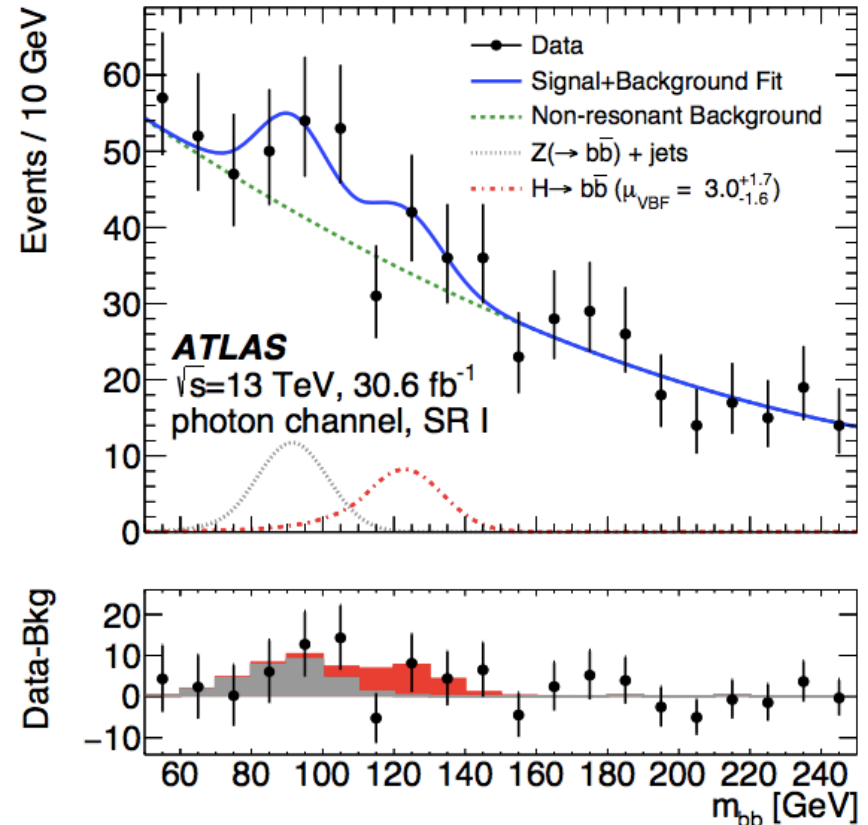 Events / 10 GeV
60
50
40
30
20
10
0
Data
Signal+Background Fit
Non-resonant Background
Z(→ bb̄) + jets
H→ bb̄ (μ_VBF = 3.0 +1.7 -1.6)
ATLAS
√s=13 TeV, 30.6 fb⁻¹
photon channel, SR I
Data-Bkg
20
10
0
−10
60 80 100 120 140 160 180 200 220 240
m_bb [GeV]